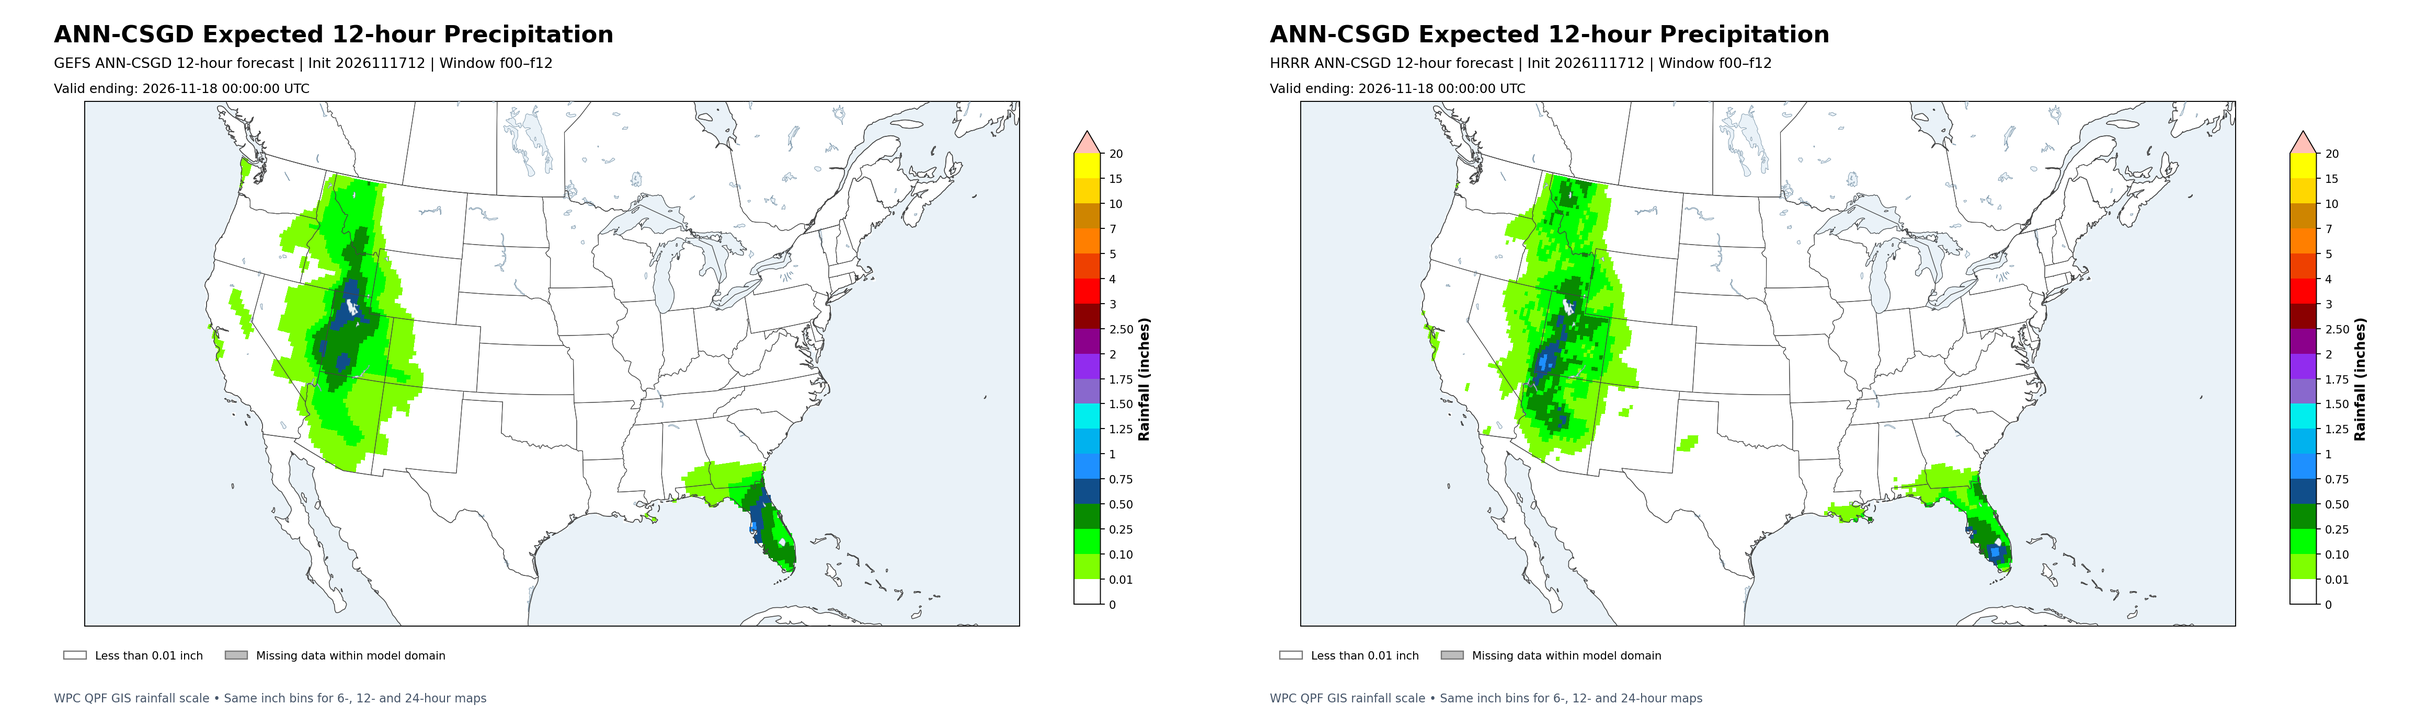 ANN-CSGD Expected 12-hour Precipitation
GEFS ANN-CSGD 12-hour forecast | Init 2026111712 | Window f00–f12
Valid ending: 2026-11-18 00:00:00 UTC
20
15
10
7
5
4
3
2.50
2
1.75
1.50
1.25
1
0.75
0.50
0.25
0.10
0.01
0
Rainfall (inches)
Less than 0.01 inch
Missing data within model domain
WPC QPF GIS rainfall scale • Same inch bins for 6-, 12- and 24-hour maps
ANN-CSGD Expected 12-hour Precipitation
HRRR ANN-CSGD 12-hour forecast | Init 2026111712 | Window f00–f12
Valid ending: 2026-11-18 00:00:00 UTC
20
15
10
7
5
4
3
2.50
2
1.75
1.50
1.25
1
0.75
0.50
0.25
0.10
0.01
0
Rainfall (inches)
Less than 0.01 inch
Missing data within model domain
WPC QPF GIS rainfall scale • Same inch bins for 6-, 12- and 24-hour maps